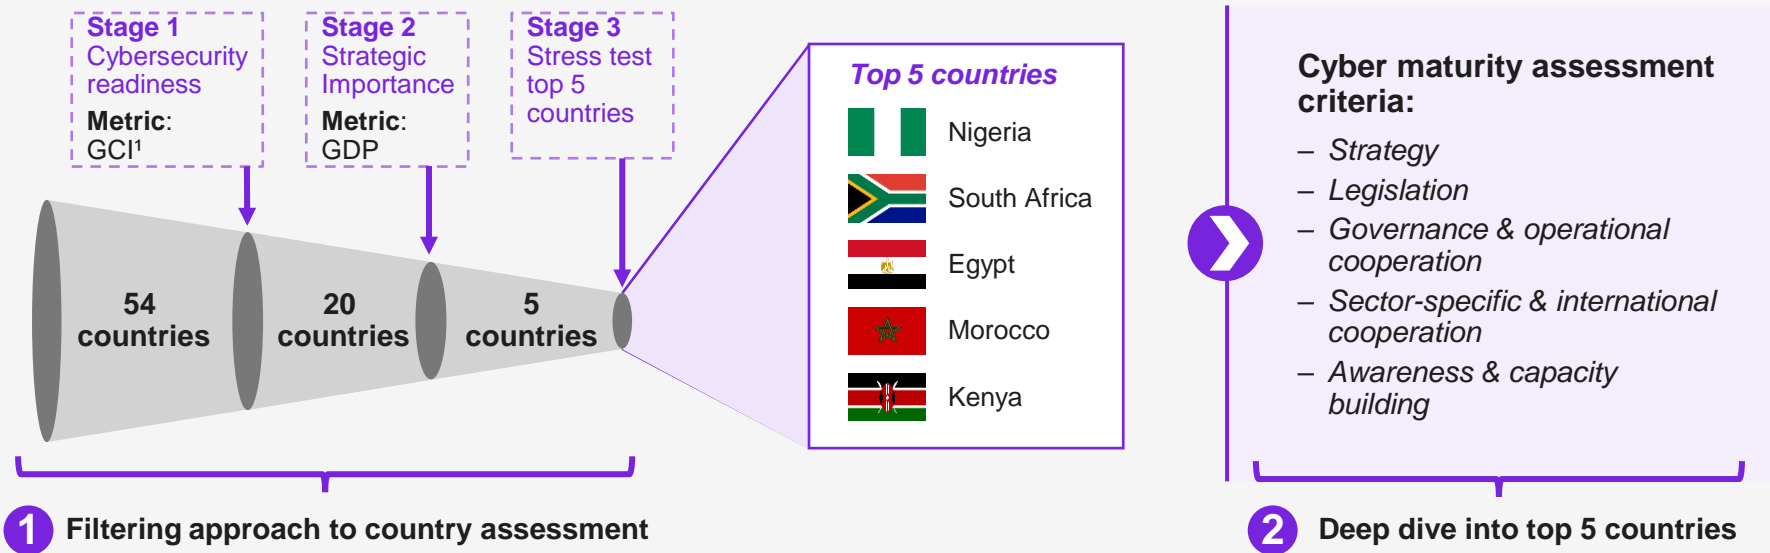 Stage 1
Cybersecurity
readiness
Metric:
GCI¹
Stage 2
Strategic
Importance
Metric:
GDP
Stage 3
Stress test
top 5
countries
54
countries
20
countries
5
countries
Top 5 countries
Nigeria
South Africa
Egypt
Morocco
Kenya
Cyber maturity assessment
criteria:
– Strategy
– Legislation
– Governance & operational
cooperation
– Sector-specific & international
cooperation
– Awareness & capacity
building
1 Filtering approach to country assessment
2 Deep dive into top 5 countries